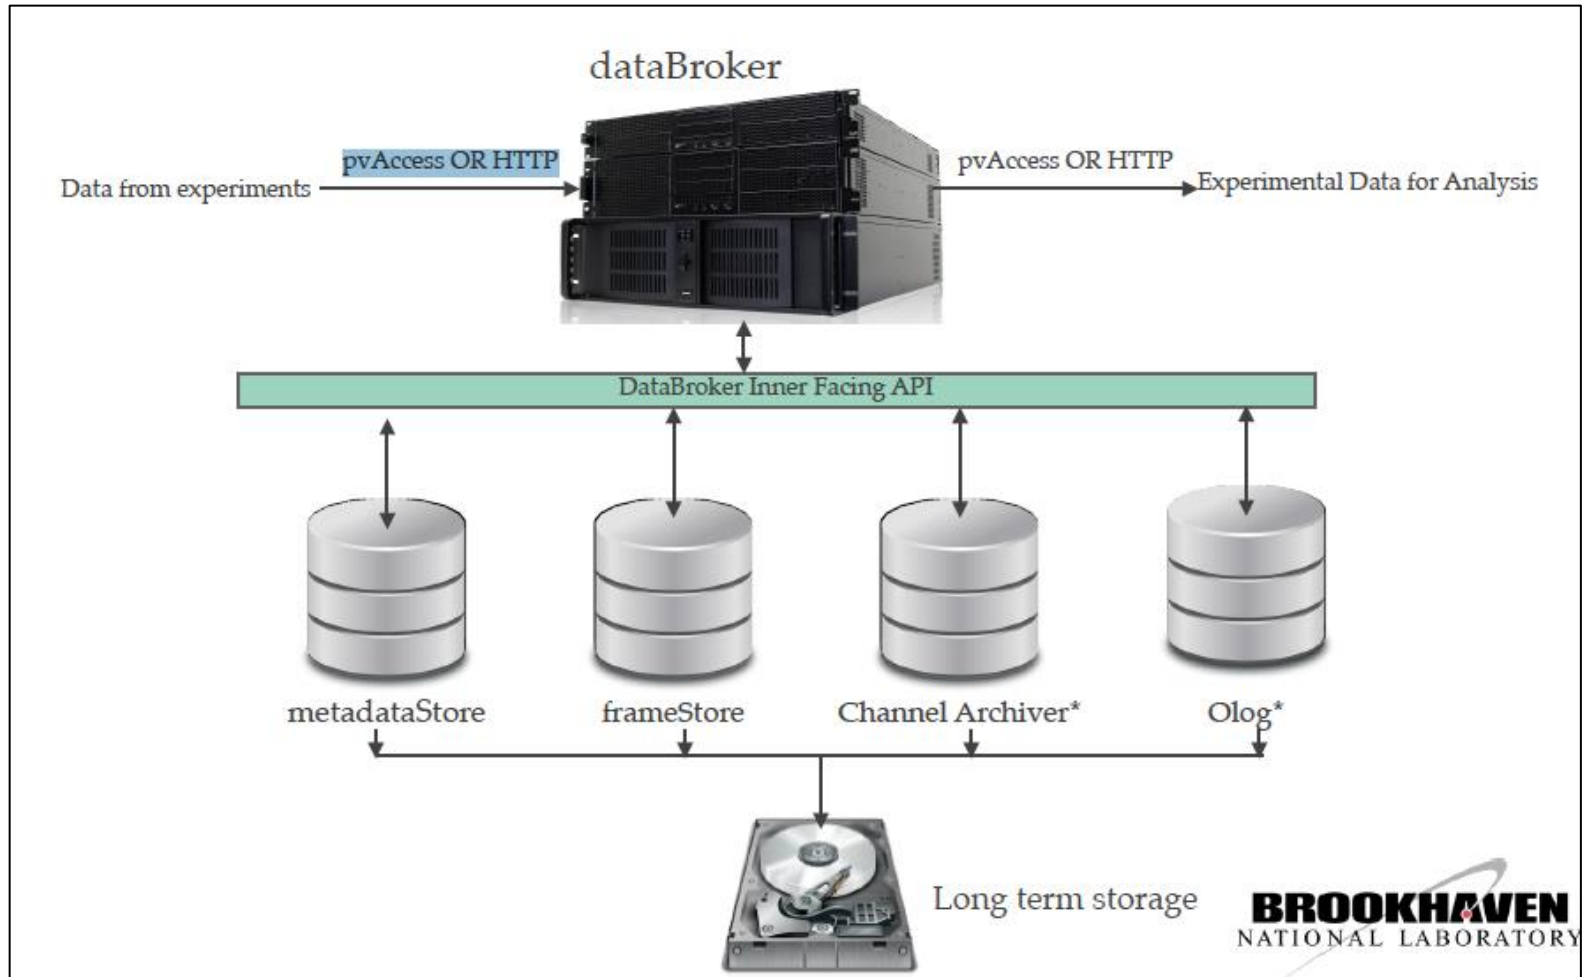 dataBroker
pvAccess OR HTTP
pvAccess OR HTTP
Data from experiments
Experimental Data for Analysis
DataBroker Inner Facing API
metadataStore
frameStore
Channel Archiver*
Olog*
Long term storage
BROOKHAVEN
NATIONAL LABORATORY